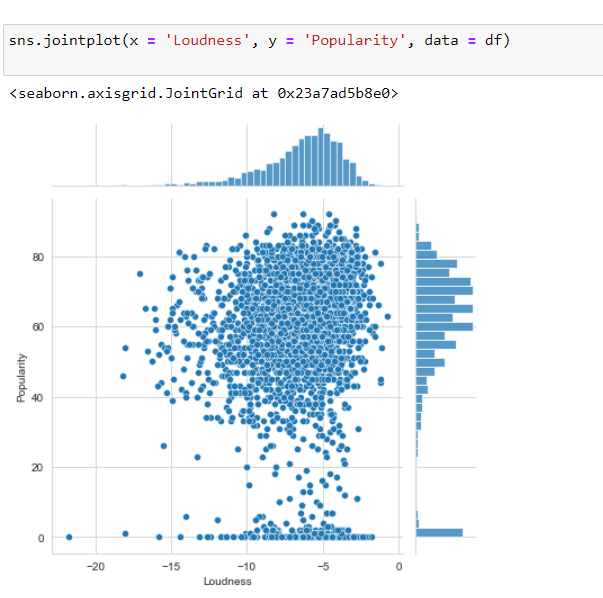 sns.jointplot(x = 'Loudness', y = 'Popularity', data = df)
<seaborn.axisgrid.JointGrid at 0x23a7ad5b8e0>
80
60
40
20
0
Popularity
−20 −15 −10 −5 0
Loudness